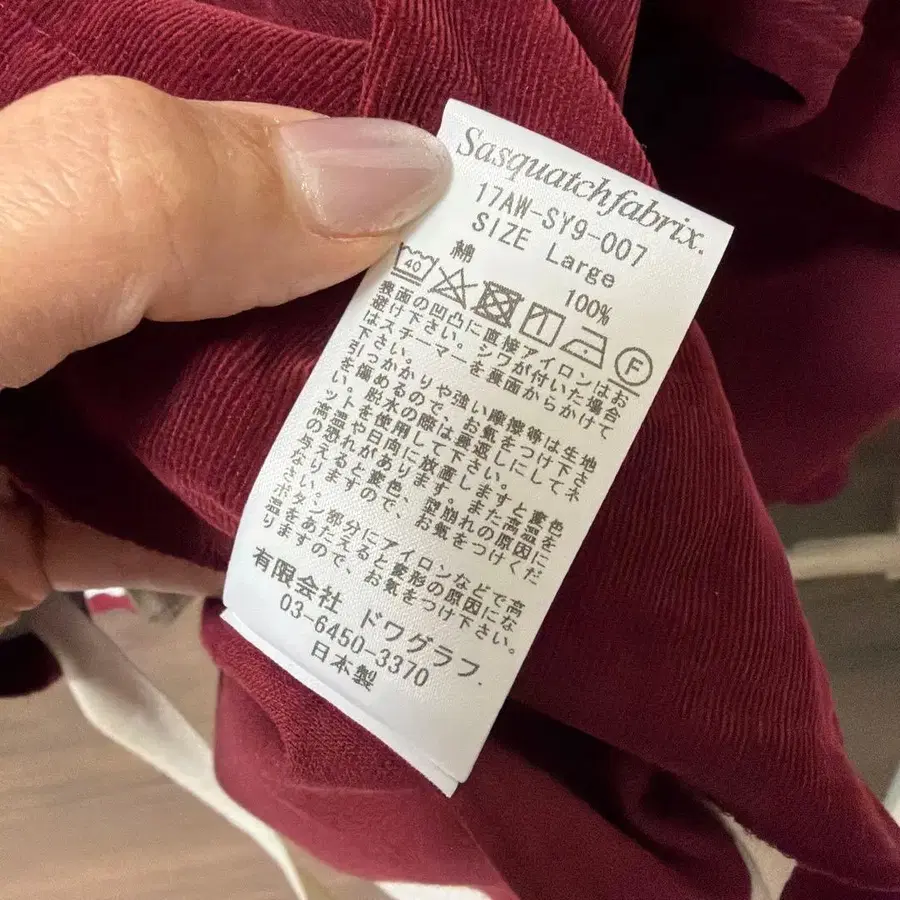 Sasquatchfabrix.
17AW-SY9-007
SIZE Large
綿 100%
40
F
表面の凹凸に直接アイロンはお
避け下さい。シワが付いた場合
はスチーマーを裏面からかけて
下さい。
引っかかりや強い摩擦等は生地
を傷めるので、お気をつけ下さ
い。脱水の際は裏返しにしてネ
ットを使用して下さい。
高温や日向に放置しますと変色
の恐れがあります。また高温を
与えると変色、型崩れの原因に
なりますので、お気をつけくだ
さい。
ボタン部分にアイロンなどで高
温をあたえると変形の原因にな
りますので、お気をつけ下さい。
有限会社 ドワグラフ.
03-6450-3370
日本製